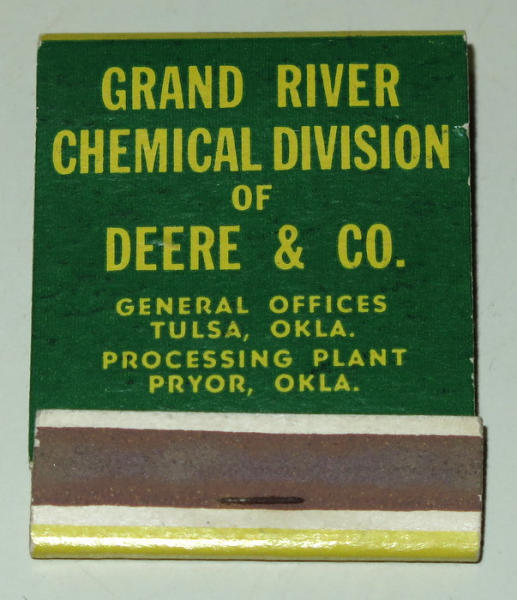 GRAND RIVER
CHEMICAL DIVISION
OF
DEERE & CO.
GENERAL OFFICES
TULSA, OKLA.
PROCESSING PLANT
PRYOR, OKLA.